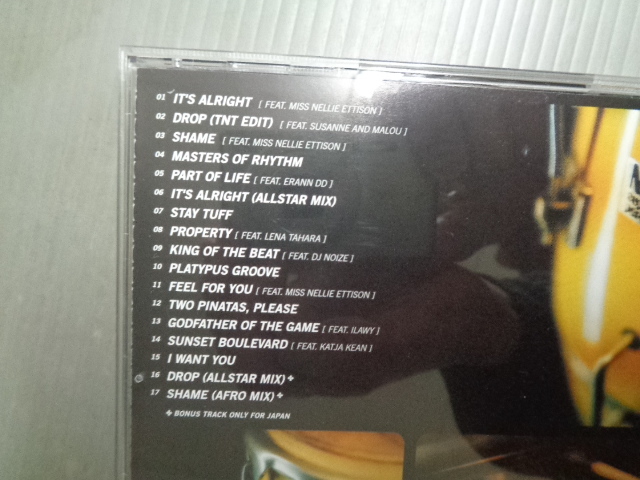 01 IT'S ALRIGHT [ FEAT. MISS NELLIE ETTISON ]
02 DROP (TNT EDIT) [ FEAT. SUSANNE AND MALOU ]
03 SHAME [ FEAT. MISS NELLIE ETTISON ]
04 MASTERS OF RHYTHM
05 PART OF LIFE [ FEAT. ERANN DD ]
06 IT'S ALRIGHT (ALLSTAR MIX)
07 STAY TUFF
08 PROPERTY [ FEAT. LENA TAHARA ]
09 KING OF THE BEAT [ FEAT. DJ NOIZE ]
10 PLATYPUS GROOVE
11 FEEL FOR YOU [ FEAT. MISS NELLIE ETTISON ]
12 TWO PINATAS, PLEASE
13 GODFATHER OF THE GAME [ FEAT. ILAWY ]
14 SUNSET BOULEVARD [ FEAT. KATJA KEAN ]
15 I WANT YOU
16 DROP (ALLSTAR MIX) ✤
17 SHAME (AFRO MIX) ✤
✤ BONUS TRACK ONLY FOR JAPAN